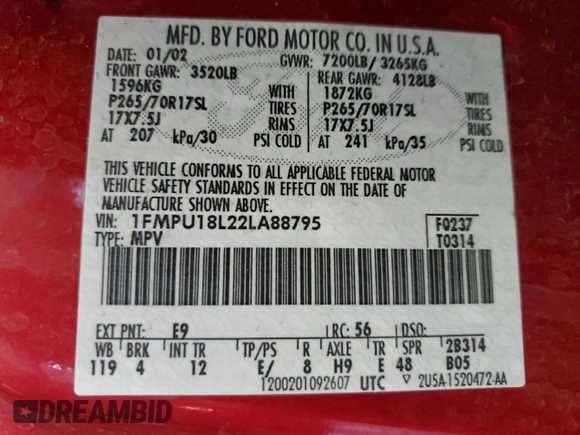 MFD. BY FORD MOTOR CO. IN U.S.A.
DATE: 01/02 GVWR: 7200LB/ 3265KG
FRONT GAWR: 3520LB REAR GAWR: 4128LB
1596KG WITH 1872KG WITH
P265/70R17SL TIRES P265/70R17SL TIRES
17X7.5J RIMS 17X7.5J RIMS
AT 207 kPa/30 PSI COLD AT 241 kPa/35 PSI COLD
THIS VEHICLE CONFORMS TO ALL APPLICABLE FEDERAL MOTOR
VEHICLE SAFETY STANDARDS IN EFFECT ON THE DATE OF
MANUFACTURE SHOWN ABOVE.
VIN: 1FMPU18L22LA88795 F0237
TYPE: MPV T0314
EXT PNT: E9 RC: 56 DSO:
WB BRK INT TR TP/PS R AXLE TR SPR 2B314
119 4 12 E/ 8 H9 E 48 B05
1200201092607 UTC ▽ 2U5A-1520472-AA
DREAMBID